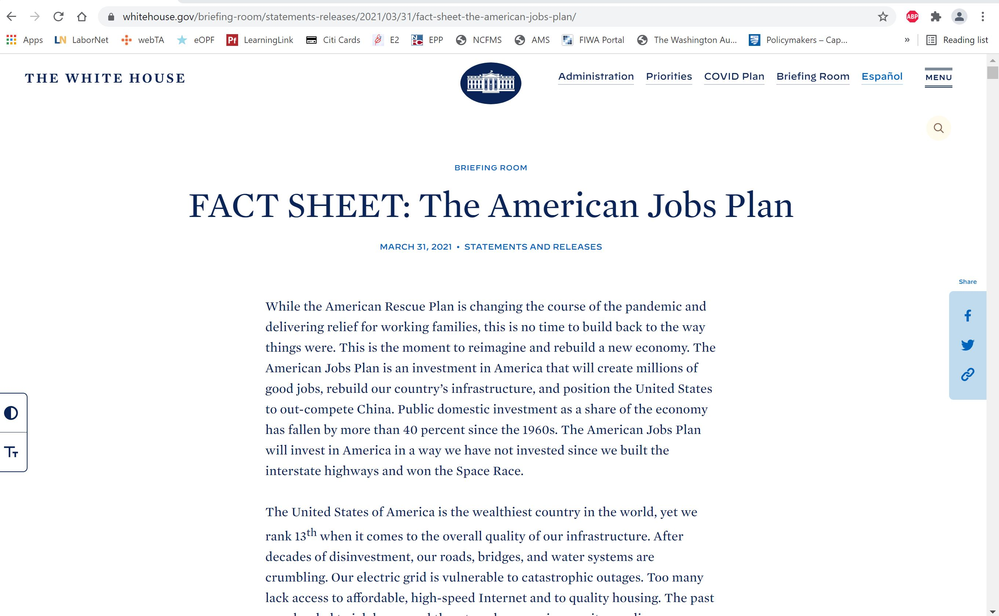 whitehouse.gov/briefing-room/statements-releases/2021/03/31/fact-sheet-the-american-jobs-plan/
ABP
Apps LN LaborNet webTA eOPF Pf LearningLink Citi Cards E2 EPP NCFMS AMS FIWA Portal The Washington Au... Policymakers – Cap... » Reading list
THE WHITE HOUSE
Administration Priorities COVID Plan Briefing Room Español MENU
BRIEFING ROOM
FACT SHEET: The American Jobs Plan
MARCH 31, 2021 • STATEMENTS AND RELEASES
Share
While the American Rescue Plan is changing the course of the pandemic and
delivering relief for working families, this is no time to build back to the way
things were. This is the moment to reimagine and rebuild a new economy. The
American Jobs Plan is an investment in America that will create millions of
good jobs, rebuild our country’s infrastructure, and position the United States
to out-compete China. Public domestic investment as a share of the economy
has fallen by more than 40 percent since the 1960s. The American Jobs Plan
will invest in America in a way we have not invested since we built the
interstate highways and won the Space Race.
The United States of America is the wealthiest country in the world, yet we
rank 13th when it comes to the overall quality of our infrastructure. After
decades of disinvestment, our roads, bridges, and water systems are
crumbling. Our electric grid is vulnerable to catastrophic outages. Too many
lack access to affordable, high-speed Internet and to quality housing. The past
Tт